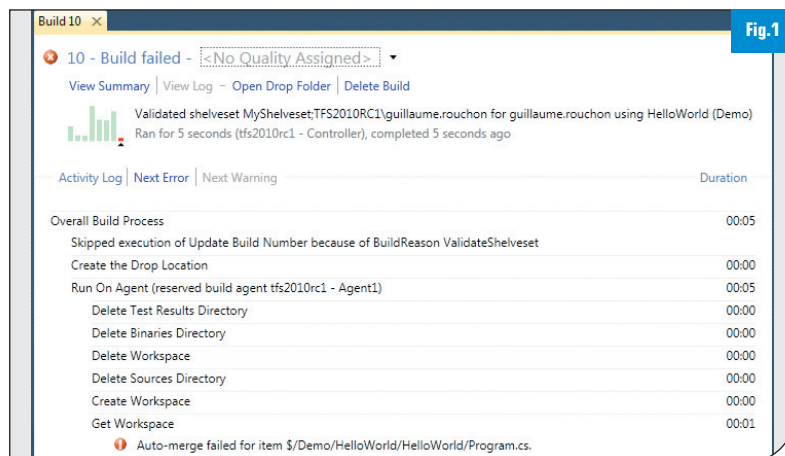 Build 10
Fig.1
10 - Build failed - <No Quality Assigned>
View Summary | View Log - Open Drop Folder | Delete Build
Validated shelveset MyShelveset;TFS2010RC1\guillaume.rouchon for guillaume.rouchon using HelloWorld (Demo)
Ran for 5 seconds (tfs2010rc1 - Controller), completed 5 seconds ago
Activity Log | Next Error | Next Warning Duration
Overall Build Process 00:05
Skipped execution of Update Build Number because of BuildReason ValidateShelveset
Create the Drop Location 00:00
Run On Agent (reserved build agent tfs2010rc1 - Agent1) 00:05
Delete Test Results Directory 00:00
Delete Binaries Directory 00:00
Delete Workspace 00:00
Delete Sources Directory 00:00
Create Workspace 00:00
Get Workspace 00:01
Auto-merge failed for item $/Demo/HelloWorld/HelloWorld/Program.cs.